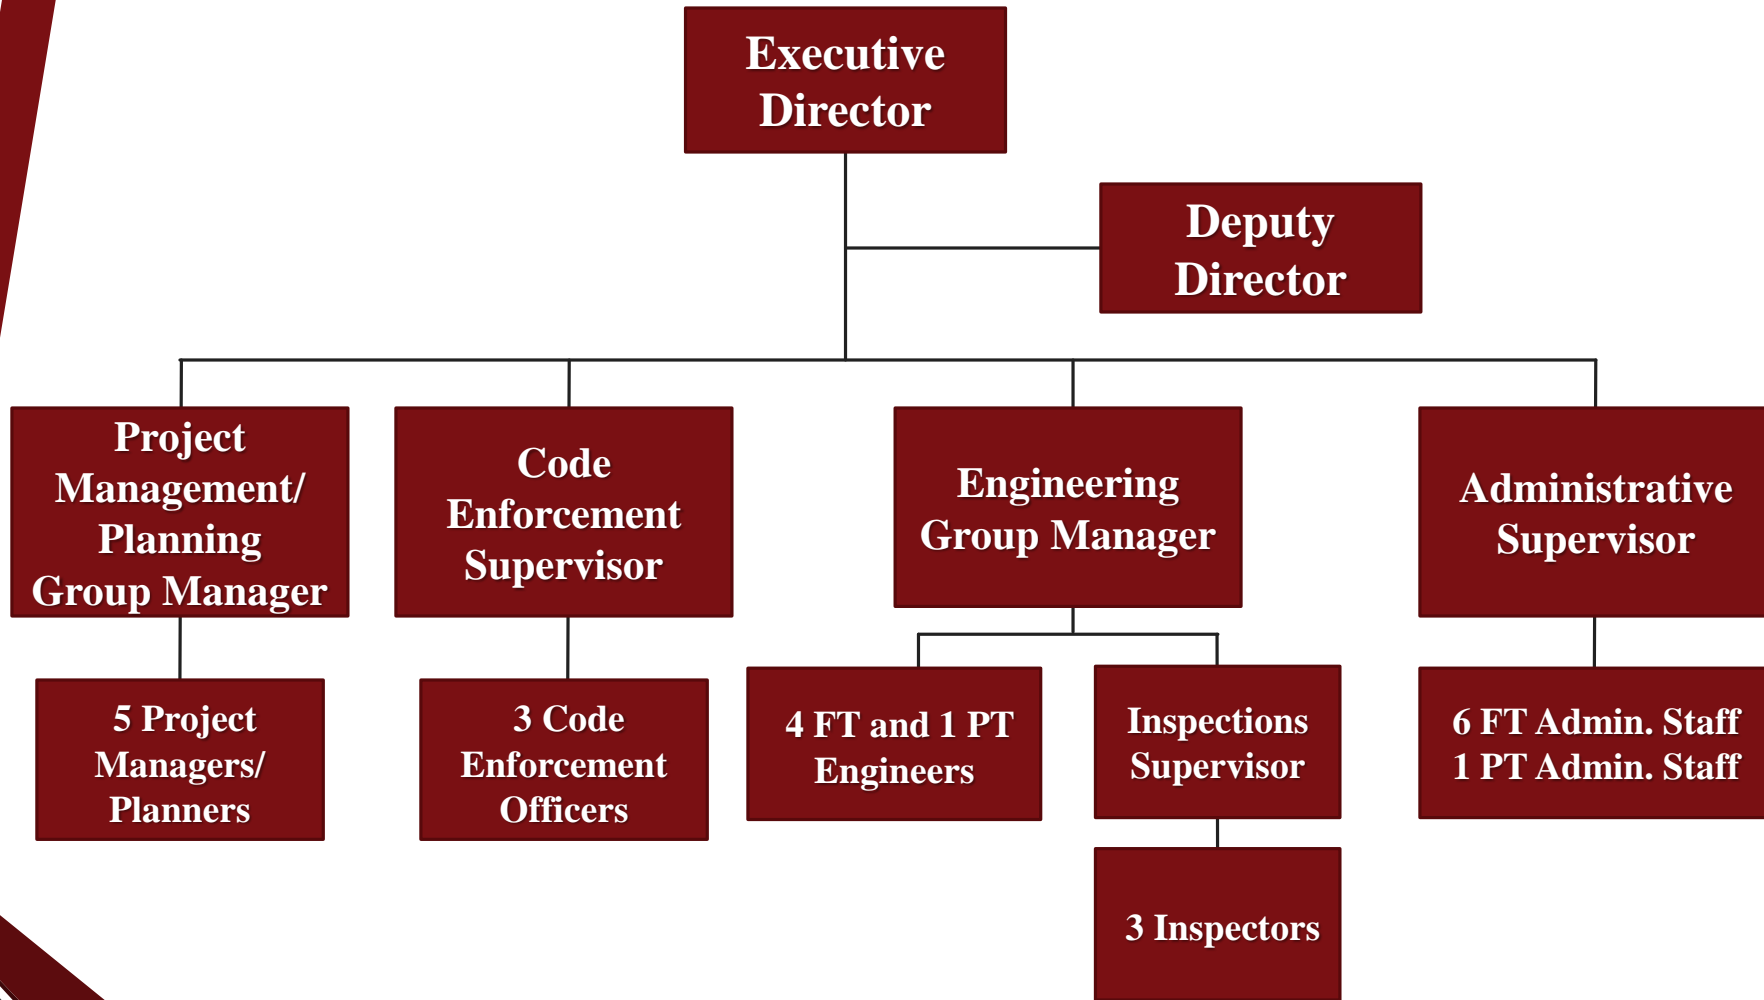 Executive
Director
Deputy
Director
Project
Management/
Planning
Group Manager
Code
Enforcement
Supervisor
Engineering
Group Manager
Administrative
Supervisor
5 Project
Managers/
Planners
3 Code
Enforcement
Officers
4 FT and 1 PT
Engineers
Inspections
Supervisor
6 FT Admin. Staff
1 PT Admin. Staff
3 Inspectors